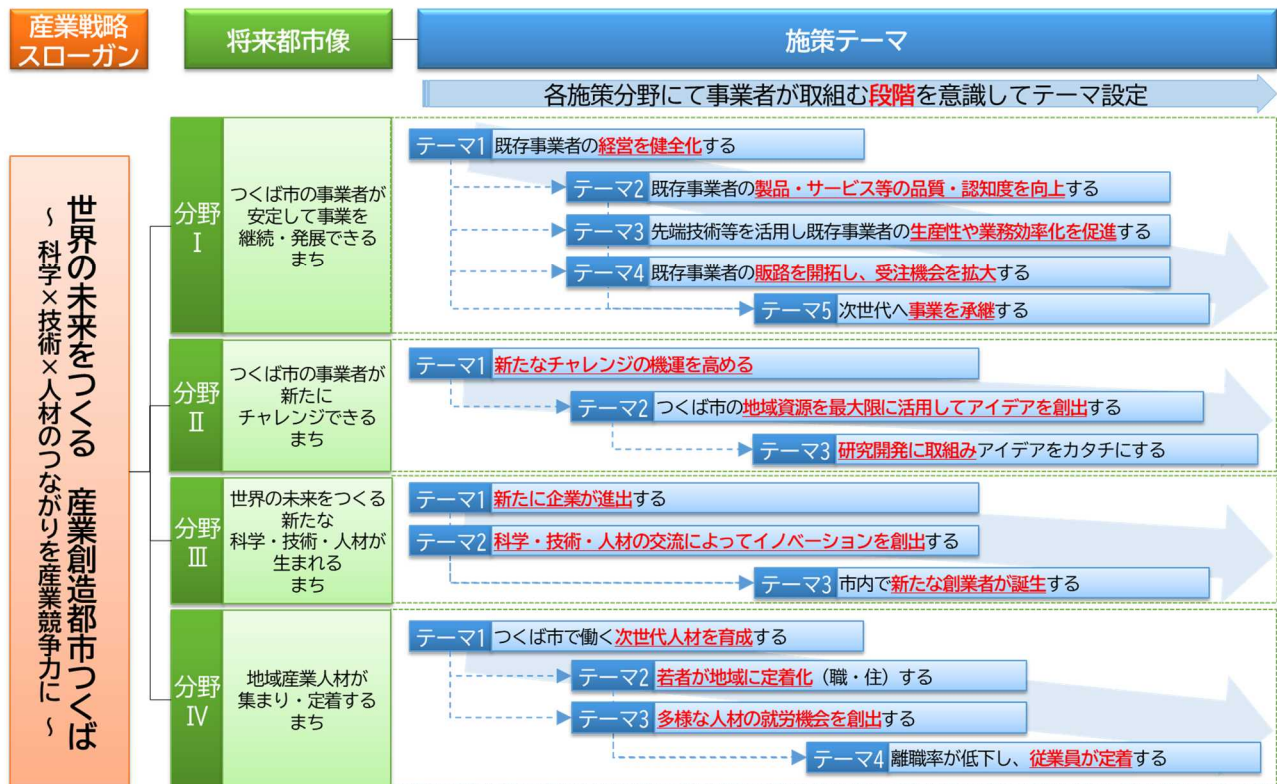 産業戦略
スローガン
将来都市像
施策テーマ
各施策分野にて事業者が取組む段階を意識してテーマ設定
世界の未来をつくる 産業創造都市つくば
~ 科学×技術×人材のつながりを産業競争力に ~
分野
Ⅰ
つくば市の事業者が
安定して事業を
継続・発展できる
まち
テーマ1 既存事業者の経営を健全化する
テーマ2 既存事業者の製品・サービス等の品質・認知度を向上する
テーマ3 先端技術等を活用し既存事業者の生産性や業務効率化を促進する
テーマ4 既存事業者の販路を開拓し、受注機会を拡大する
テーマ5 次世代へ事業を承継する
分野
Ⅱ
つくば市の事業者が
新たに
チャレンジできる
まち
テーマ1 新たなチャレンジの機運を高める
テーマ2 つくば市の地域資源を最大限に活用してアイデアを創出する
テーマ3 研究開発に取組みアイデアをカタチにする
分野
Ⅲ
世界の未来をつくる
新たな
科学・技術・人材が
生まれる
まち
テーマ1 新たに企業が進出する
テーマ2 科学・技術・人材の交流によってイノベーションを創出する
テーマ3 市内で新たな創業者が誕生する
分野
Ⅳ
地域産業人材が
集まり・定着する
まち
テーマ1 つくば市で働く次世代人材を育成する
テーマ2 若者が地域に定着化（職・住）する
テーマ3 多様な人材の就労機会を創出する
テーマ4 離職率が低下し、従業員が定着する